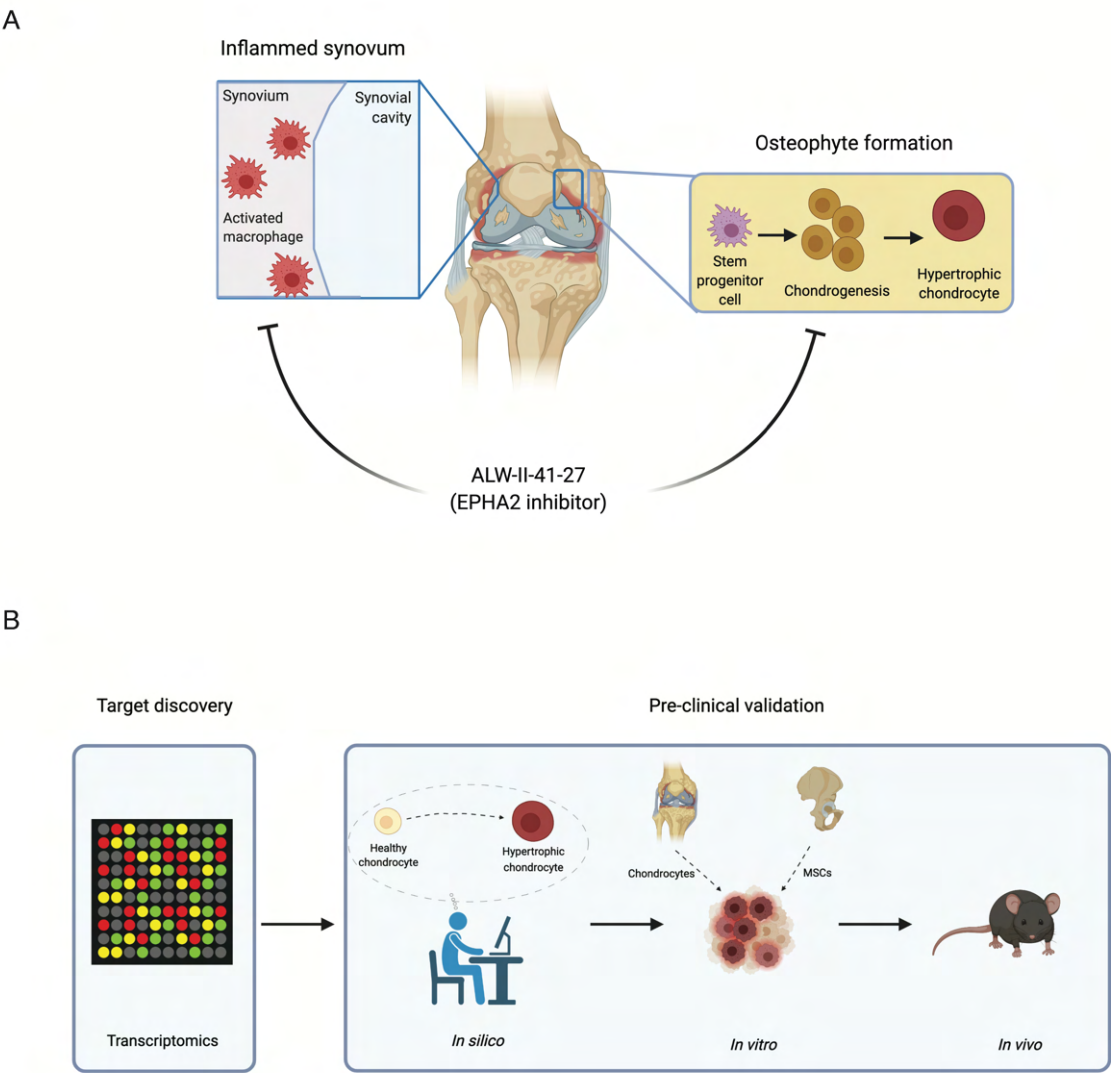 A
Inflammed synovum
Synovium
Synovial
cavity
Activated
macrophage
Osteophyte formation
Stem
progenitor
cell
Chondrogenesis
Hypertrophic
chondrocyte
ALW-II-41-27
(EPHA2 inhibitor)
B
Target discovery
Pre-clinical validation
Healthy
chondrocyte
Hypertrophic
chondrocyte
Chondrocytes
MSCs
Transcriptomics
In silico
In vitro
In vivo